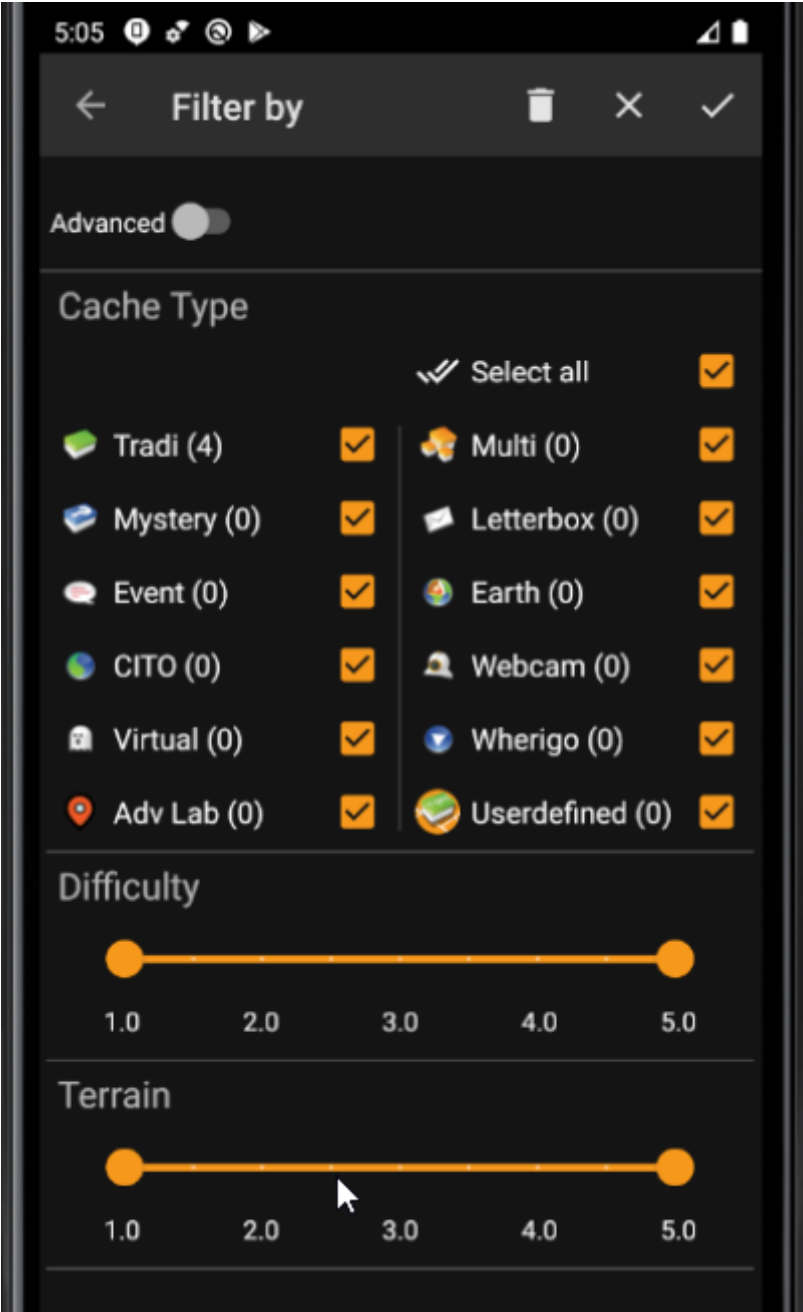 5:05
Filter by
Advanced
Cache Type
Select all
Tradi (4) Multi (0)
Mystery (0) Letterbox (0)
Event (0) Earth (0)
CITO (0) Webcam (0)
Virtual (0) Wherigo (0)
Adv Lab (0) Userdefined (0)
Difficulty
1.0 2.0 3.0 4.0 5.0
Terrain
1.0 2.0 3.0 4.0 5.0